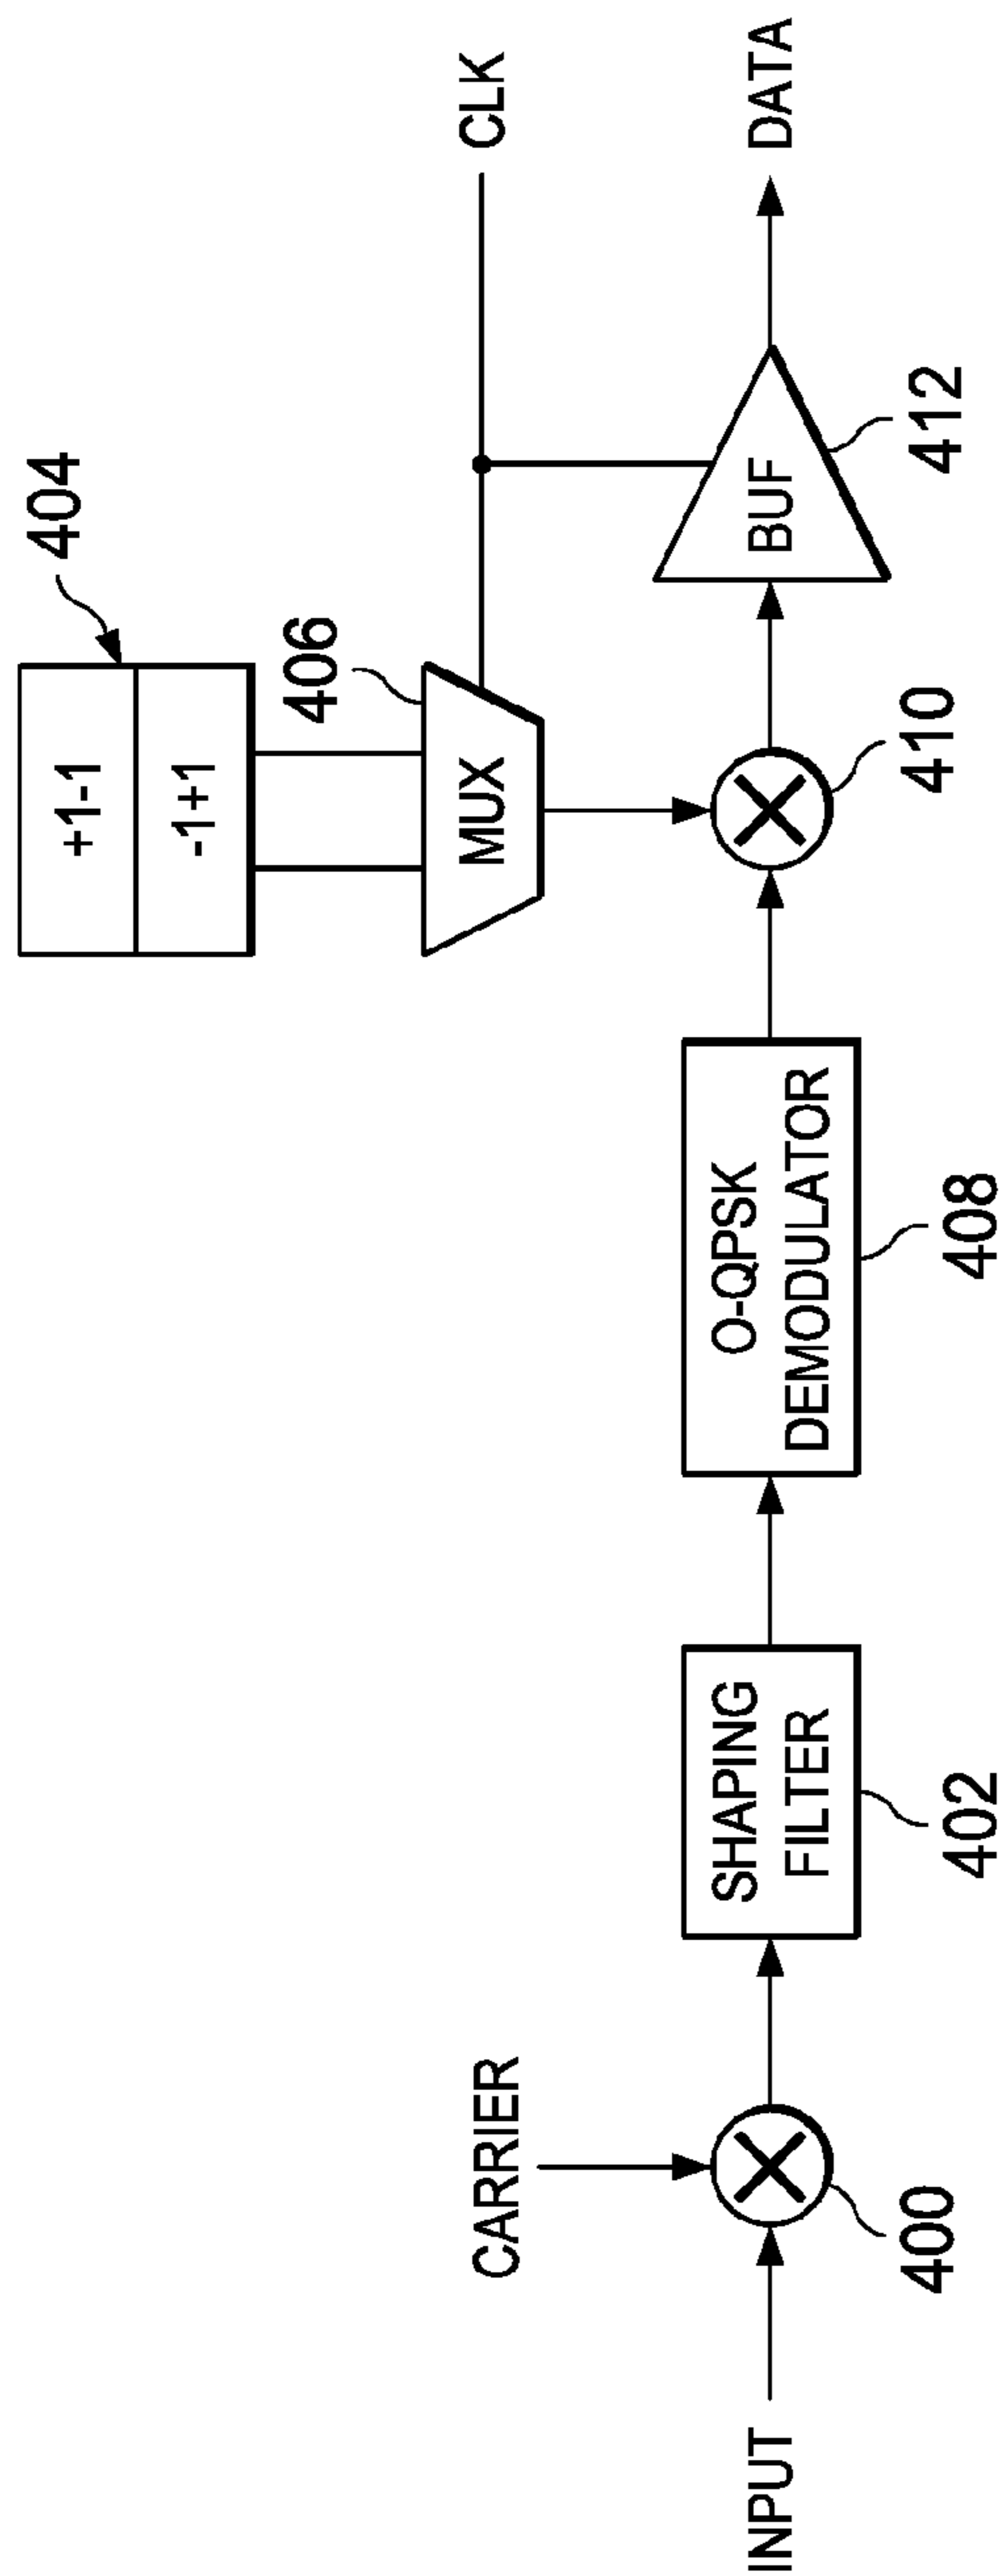 404
+1-1
-1+1
406
MUX
CLK
CARRIER
INPUT
400
SHAPING
FILTER
402
O-QPSK
DEMODULATOR
408
410
BUF
412
DATA